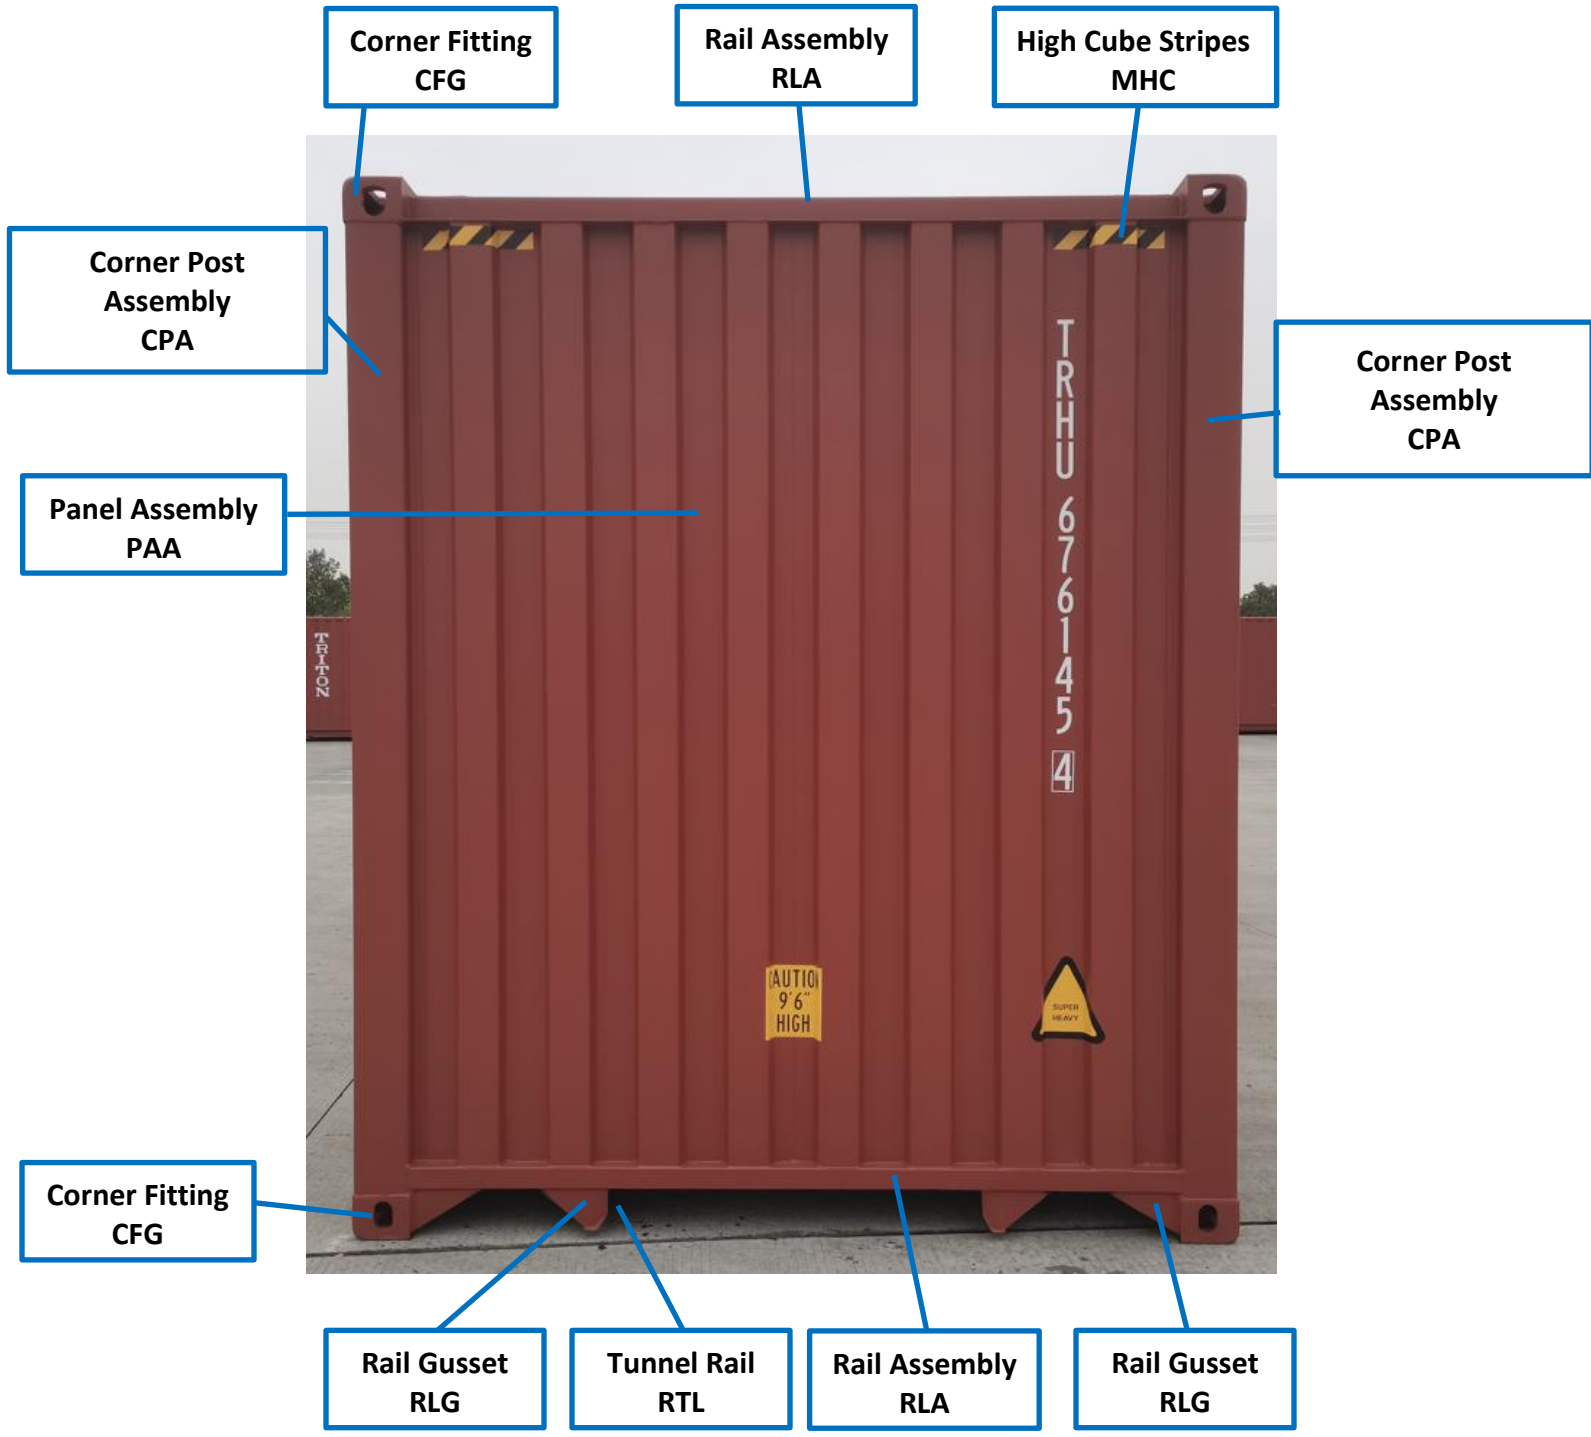 Corner Fitting
CFG
Rail Assembly
RLA
High Cube Stripes
MHC
Corner Post
Assembly
CPA
Corner Post
Assembly
CPA
Panel Assembly
PAA
TRHU 676145 4
TRITON
CAUTION
9'6"
HIGH
SUPER
HEAVY
Corner Fitting
CFG
Rail Gusset
RLG
Tunnel Rail
RTL
Rail Assembly
RLA
Rail Gusset
RLG